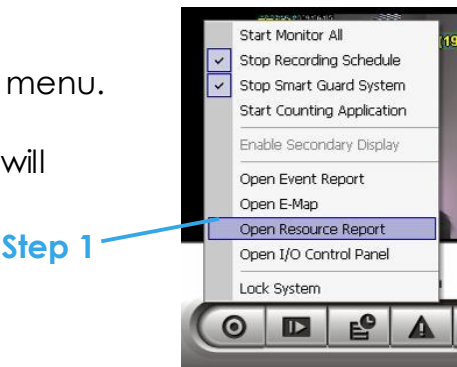 Start Monitor All
(19
Stop Recording Schedule
menu.
Stop Smart Guard System
Start Counting Application
Enable Secondary Display
will
Open Event Report
Open E-Map
Open Resource Report
Step 1
Open I/O Control Panel
Lock System